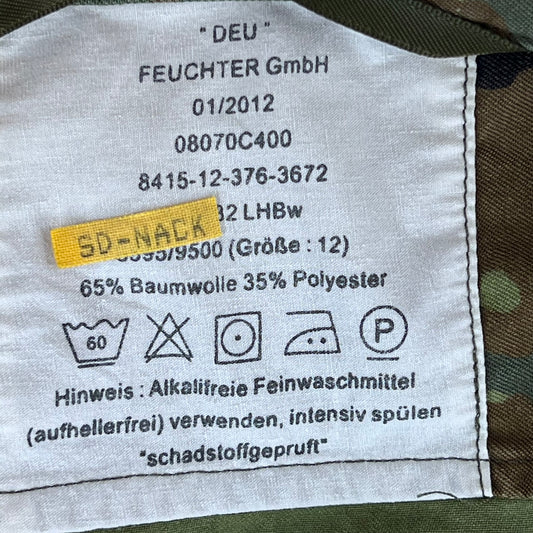 "DEU"
FEUCHTER GmbH
01/2012
08070C400
8415-12-376-3672
SD-NACK
32 LHBw
/9500 (Größe : 12)
65% Baumwolle 35% Polyester
60
P
Hinweis : Alkalifreie Feinwaschmittel
(aufhellerfrei) verwenden, intensiv spülen
"schadstoffgepruft"